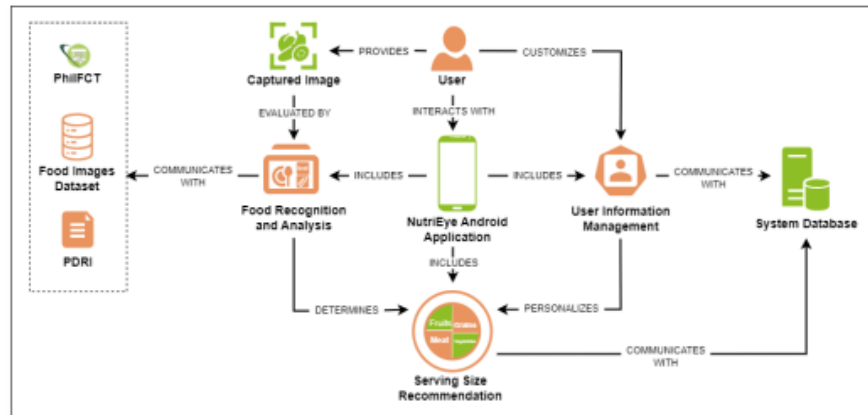 PROVIDES
CUSTOMIZES
PhilFCT
Captured Image
User
EVALUATED BY
INTERACTS WITH
Food Images
Dataset
COMMUNICATES
WITH
INCLUDES
INCLUDES
COMMUNICATES
WITH
Food Recognition
and Analysis
NutriEye Android
Application
User Information
Management
System Database
PDRI
INCLUDES
DETERMINES
PERSONALIZES
Fruits
Grains
Meat
Vegetables
COMMUNICATES
WITH
Serving Size
Recommendation